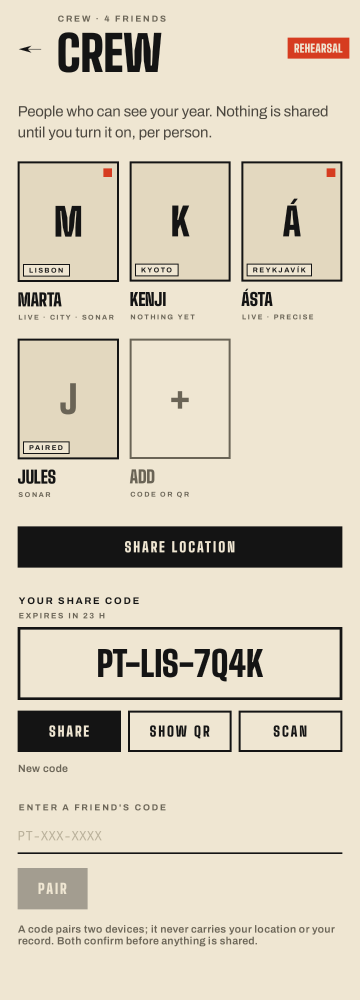 CREW · 4 FRIENDS
CREW
REHEARSAL
People who can see your year. Nothing is shared
until you turn it on, per person.
M
LISBON
MARTA
LIVE · CITY · SONAR
K
KYOTO
KENJI
NOTHING YET
Á
REYKJAVÍK
ÁSTA
LIVE · PRECISE
J
PAIRED
JULES
SONAR
+
ADD
CODE OR QR
SHARE LOCATION
YOUR SHARE CODE
EXPIRES IN 23 H
PT-LIS-7Q4K
SHARE
SHOW QR
SCAN
New code
ENTER A FRIEND'S CODE
PT-XXX-XXXX
PAIR
A code pairs two devices; it never carries your location or your
record. Both confirm before anything is shared.